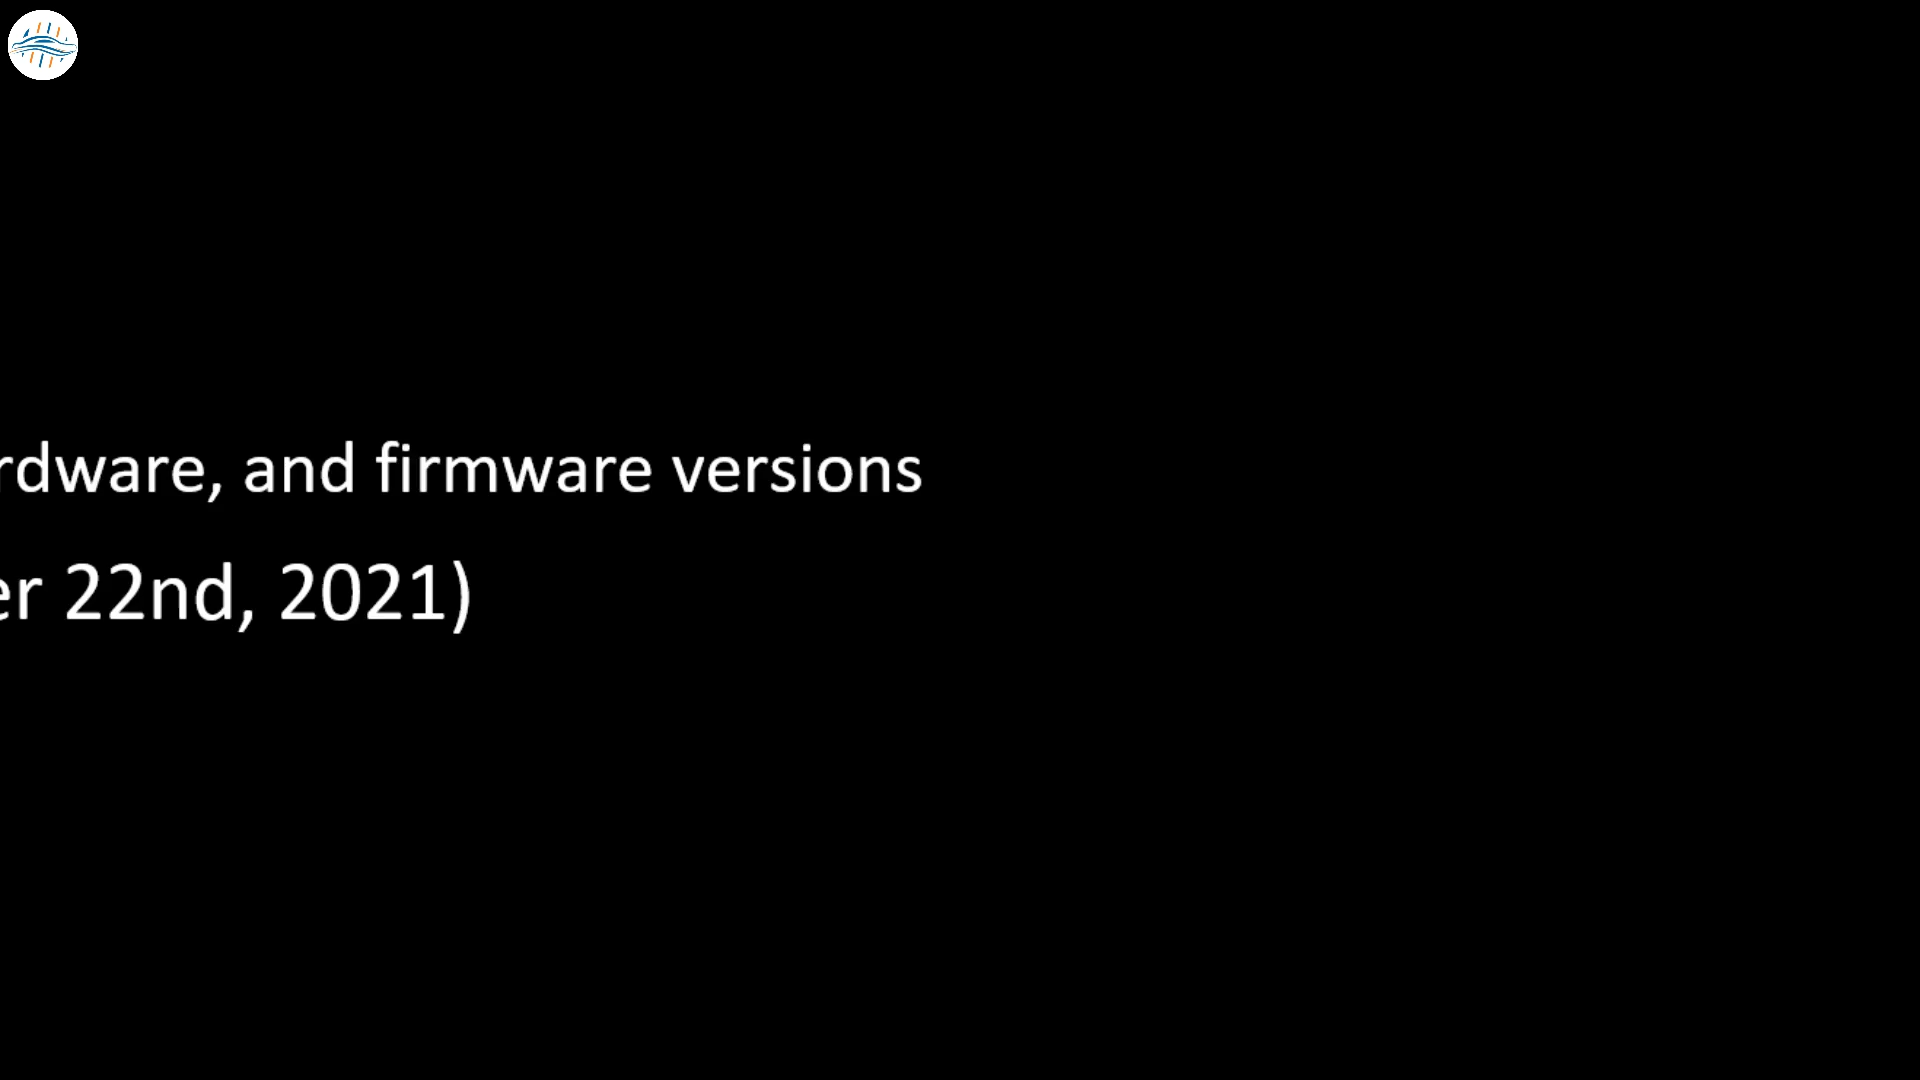 rdware, and firmware versions
er 22nd, 2021)